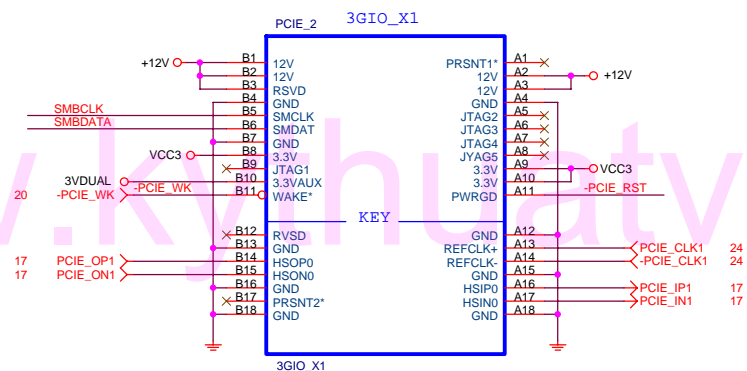 PCIE_2 3GIO_X1
+12V B1 12V PRSNT1* A1
B2 12V 12V A2 +12V
B3 RSVD 12V A3
B4 GND GND A4
SMBCLK B5 SMCLK JTAG2 A5
SMBDATA B6 SMDAT JTAG3 A6
B7 GND JTAG4 A7
VCC3 B8 3.3V JYAG5 A8
B9 JTAG1 3.3V A9 VCC3
3VDUAL B10 3.3VAUX 3.3V A10
20 -PCIE_WK -PCIE_WK B11 WAKE* PWRGD A11 -PCIE_RST
KEY
B12 RVSD GND A12
B13 GND REFCLK+ A13 PCIE_CLK1 24
17 PCIE_OP1 B14 HSOP0 REFCLK- A14 -PCIE_CLK1 24
17 PCIE_ON1 B15 HSON0 GND A15
B16 GND HSIP0 A16 PCIE_IP1 17
B17 PRSNT2* HSIN0 A17 PCIE_IN1 17
B18 GND GND A18
3GIO_X1
w.kythuatv